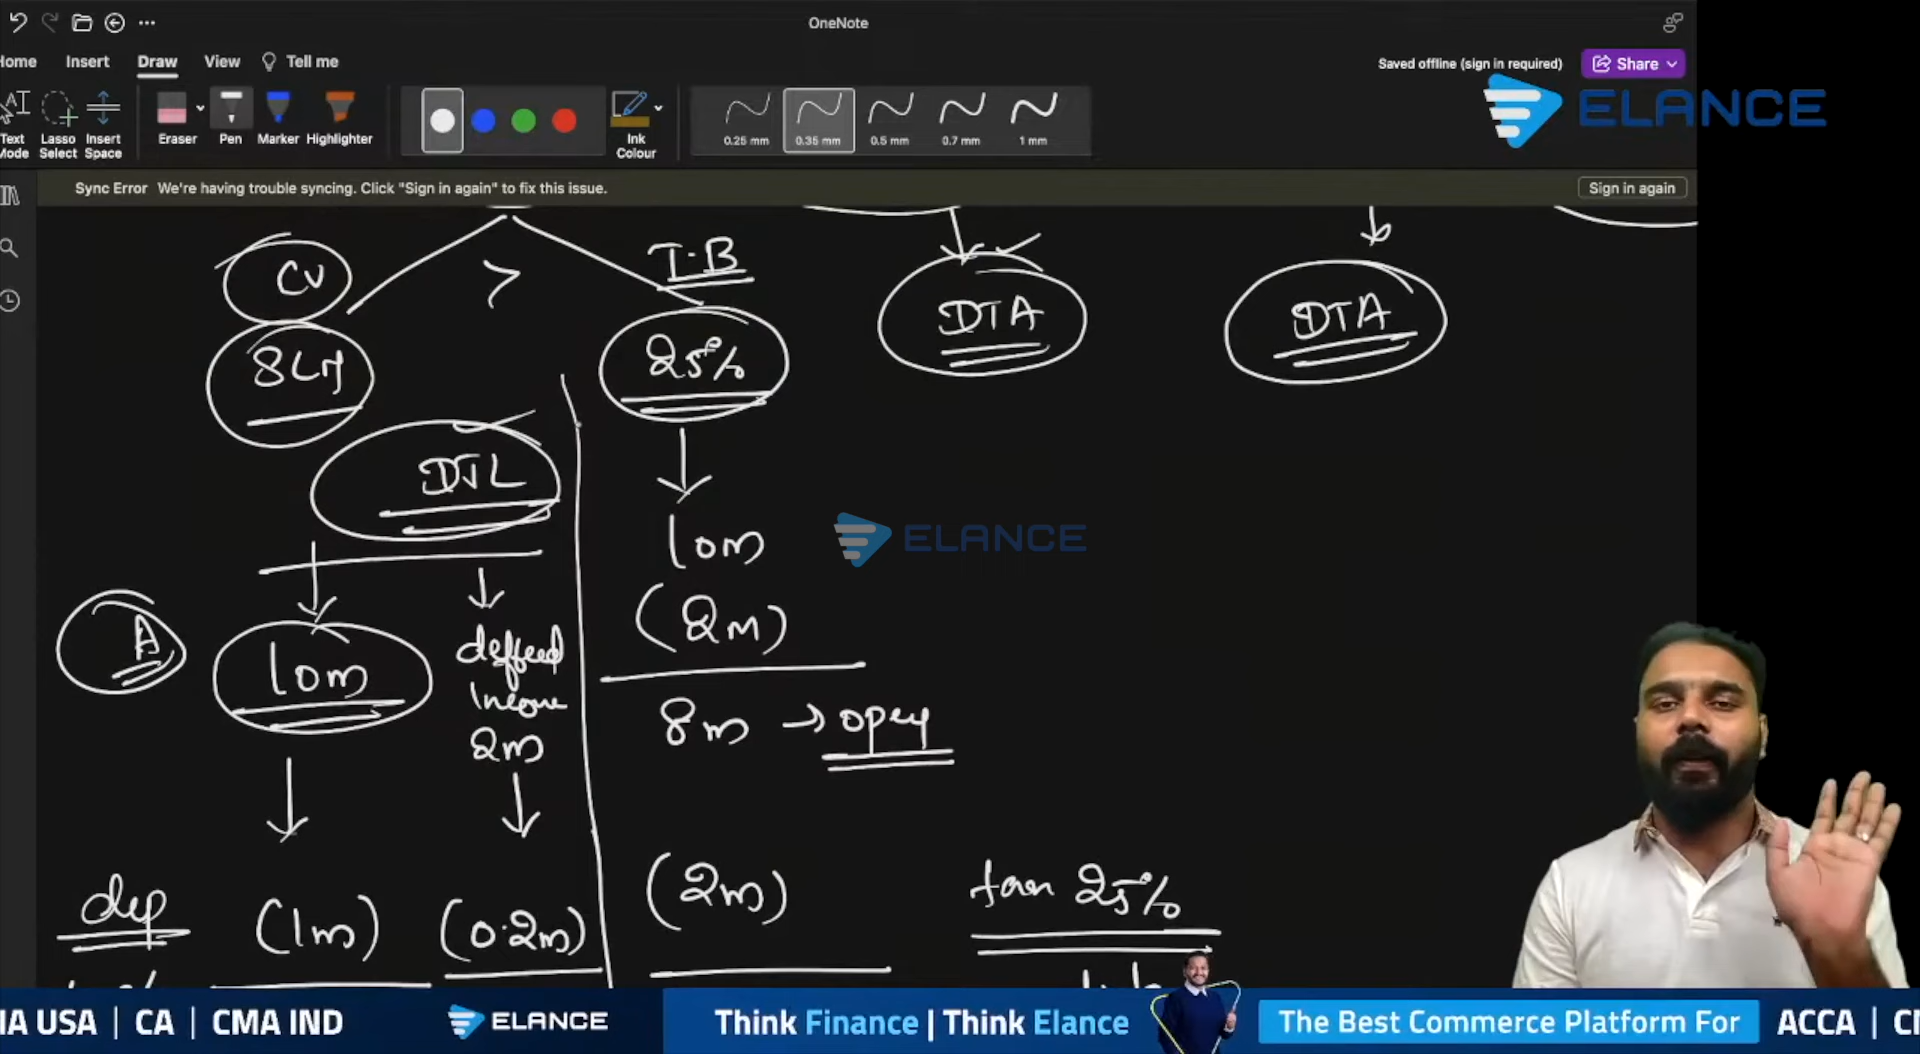 OneNote
Home Insert Draw View Tell me
Saved offline (sign in required) Share
Text Mode
Lasso Select
Insert Space
Eraser
Pen
Marker
Highlighter
Ink Colour
0.25 mm
0.35 mm
0.5 mm
0.7 mm
1 mm
ELANCE
Sync Error We're having trouble syncing. Click "Sign in again" to fix this issue. Sign in again
CV > T.B
25%
DTA DTA
DTL
ELANCE
10m
(2m)
A 10m
income
2m
8m →
dep (1m) (0.2m) (2m)
25%
IA USA | CA | CMA IND
ELANCE
Think Finance | Think Elance
The Best Commerce Platform For
ACCA |